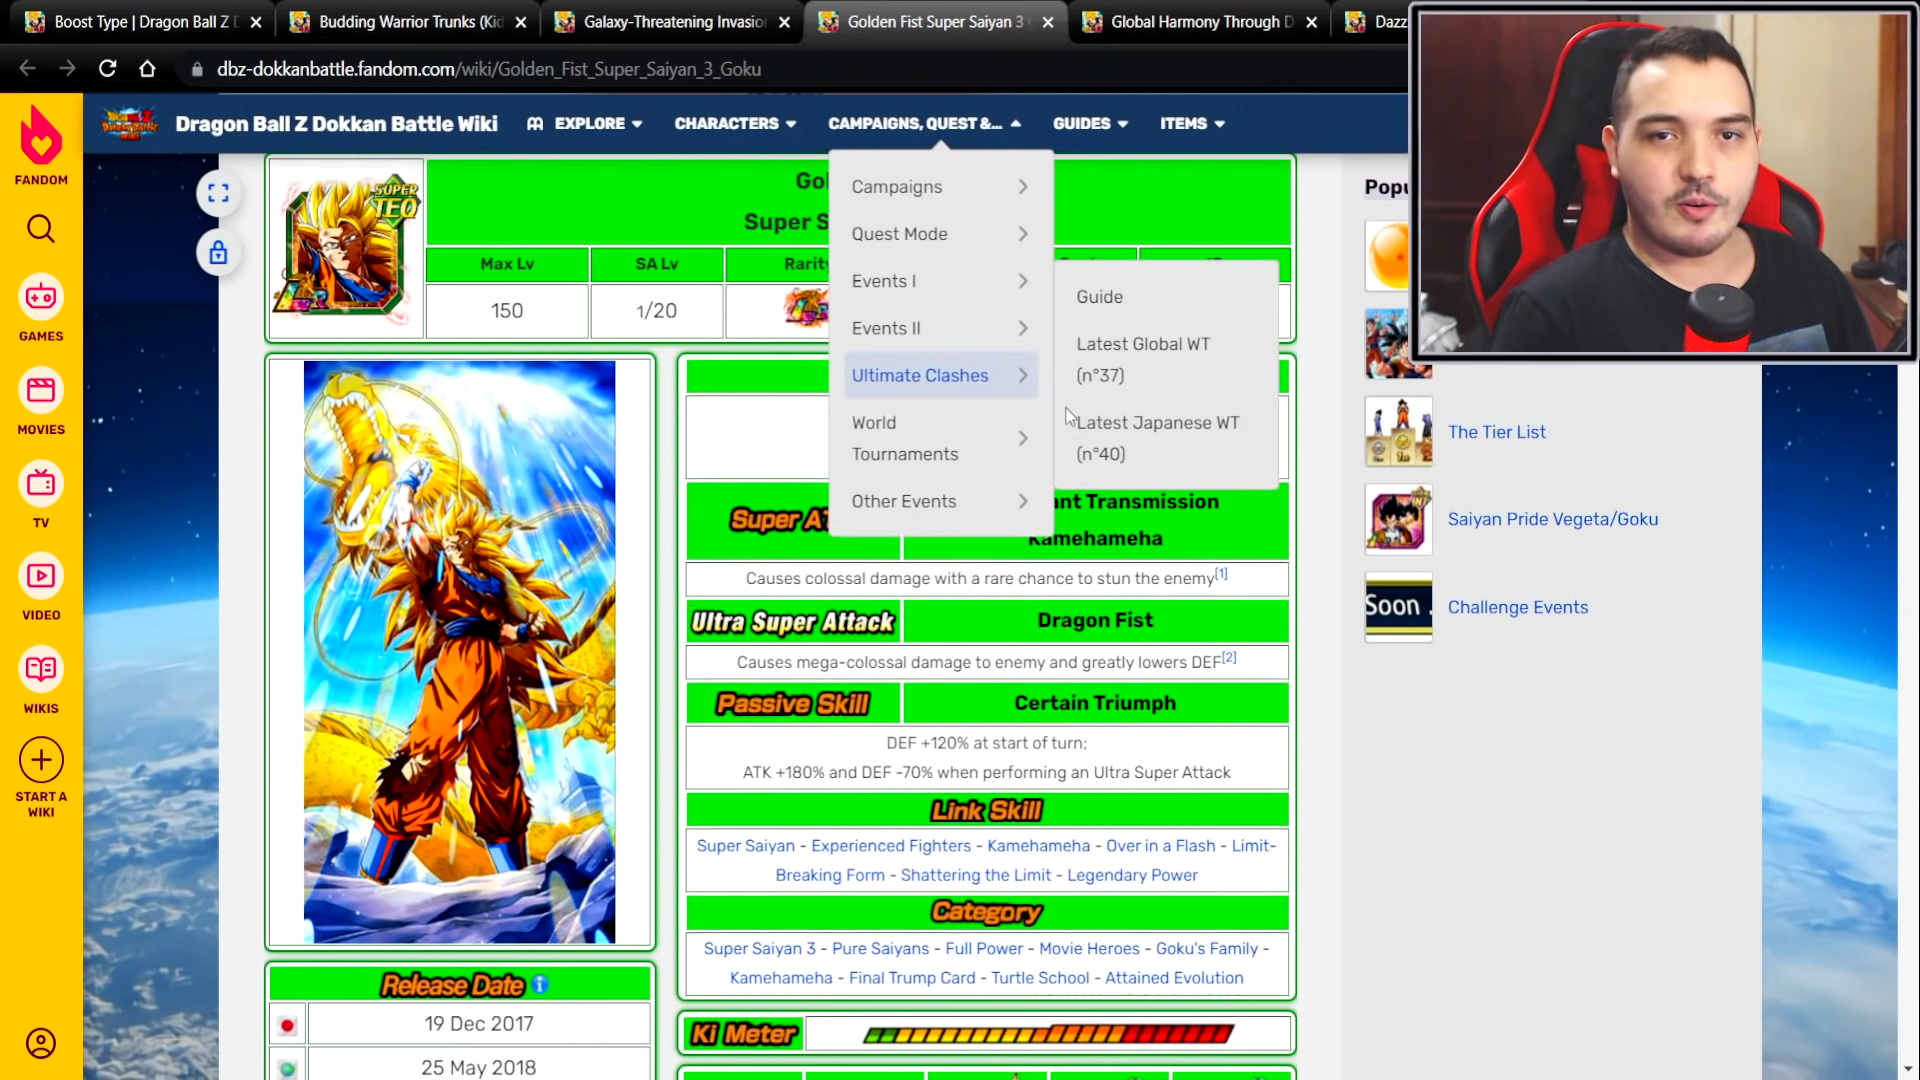 Boost Type | Dragon Ball Z D
Budding Warrior Trunks (Kid
Galaxy-Threatening Invasion
Golden Fist Super Saiyan 3
Global Harmony Through D
Dazz
dbz-dokkanbattle.fandom.com/wiki/Golden_Fist_Super_Saiyan_3_Goku
Dragon Ball Z Dokkan Battle Wiki
EXPLORE
CHARACTERS
CAMPAIGNS, QUEST &...
GUIDES
ITEMS
FANDOM
GAMES
MOVIES
TV
VIDEO
WIKIS
START A
WIKI
SUPER
TEQ
Gol
Super S
Max Lv
SA Lv
Rarity
150
1/20
Campaigns
Quest Mode
Events I
Events II
Ultimate Clashes
World
Tournaments
Other Events
Guide
Latest Global WT
(n°37)
Latest Japanese WT
(n°40)
Super AT
ant Transmission
Kamehameha
Causes colossal damage with a rare chance to stun the enemy[1]
Ultra Super Attack
Dragon Fist
Causes mega-colossal damage to enemy and greatly lowers DEF[2]
Passive Skill
Certain Triumph
DEF +120% at start of turn;
ATK +180% and DEF -70% when performing an Ultra Super Attack
Link Skill
Super Saiyan - Experienced Fighters - Kamehameha - Over in a Flash - Limit-
Breaking Form - Shattering the Limit - Legendary Power
Category
Super Saiyan 3 - Pure Saiyans - Full Power - Movie Heroes - Goku's Family -
Kamehameha - Final Trump Card - Turtle School - Attained Evolution
Ki Meter
Release Date
19 Dec 2017
25 May 2018
Popu
The Tier List
Saiyan Pride Vegeta/Goku
Soon
Challenge Events